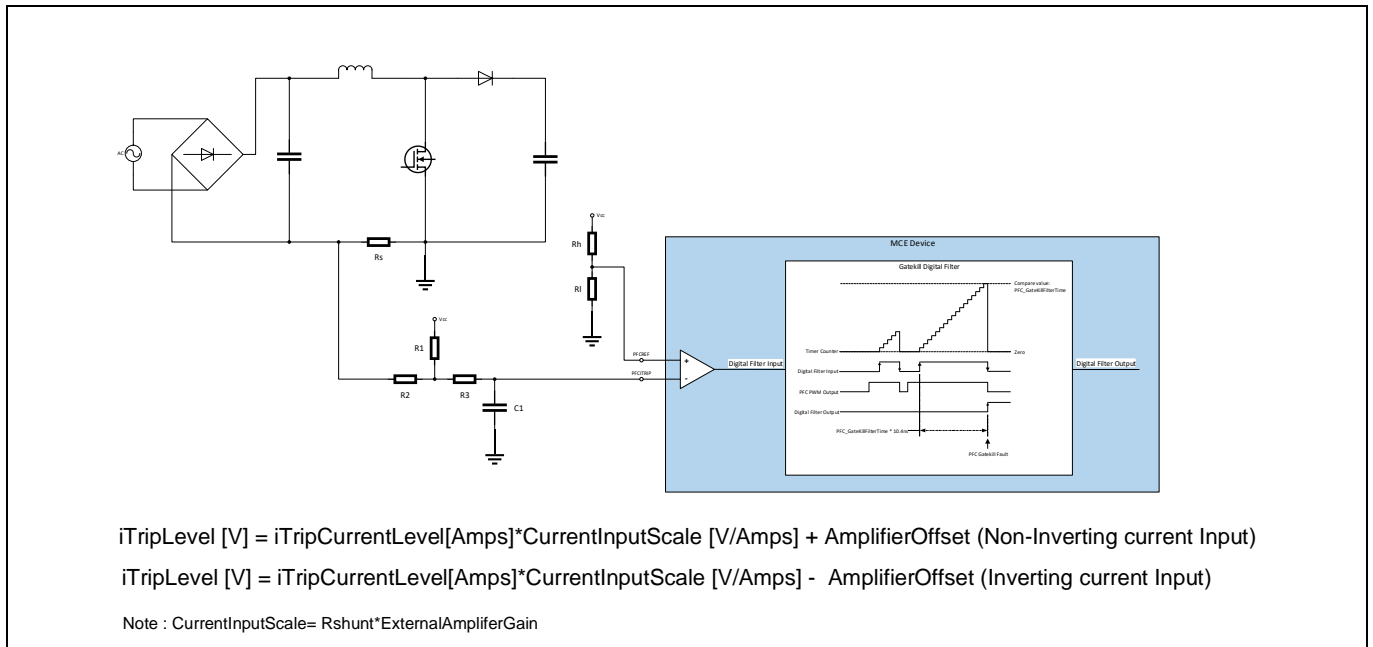 AC
Rs
Vcc
Rh
Rl
Vcc
R1
R2
R3
C1
PFCREF
PFCITRIP
+
-
MCE Device
Gatekill Digital Filter
Compare value:
PFC_GateKillFilterTime
Timer Counter
Zero
Digital Filter Input
Digital Filter Input
Digital Filter Output
PFC PWM Output
Digital Filter Output
PFC_GateKillFilterTime * 10.4ns
PFC Gatekill Fault
iTripLevel [V] = iTripCurrentLevel[Amps]*CurrentInputScale [V/Amps] + AmplifierOffset (Non-Inverting current Input)
iTripLevel [V] = iTripCurrentLevel[Amps]*CurrentInputScale [V/Amps] - AmplifierOffset (Inverting current Input)
Note : CurrentInputScale= Rshunt*ExternalAmpliferGain